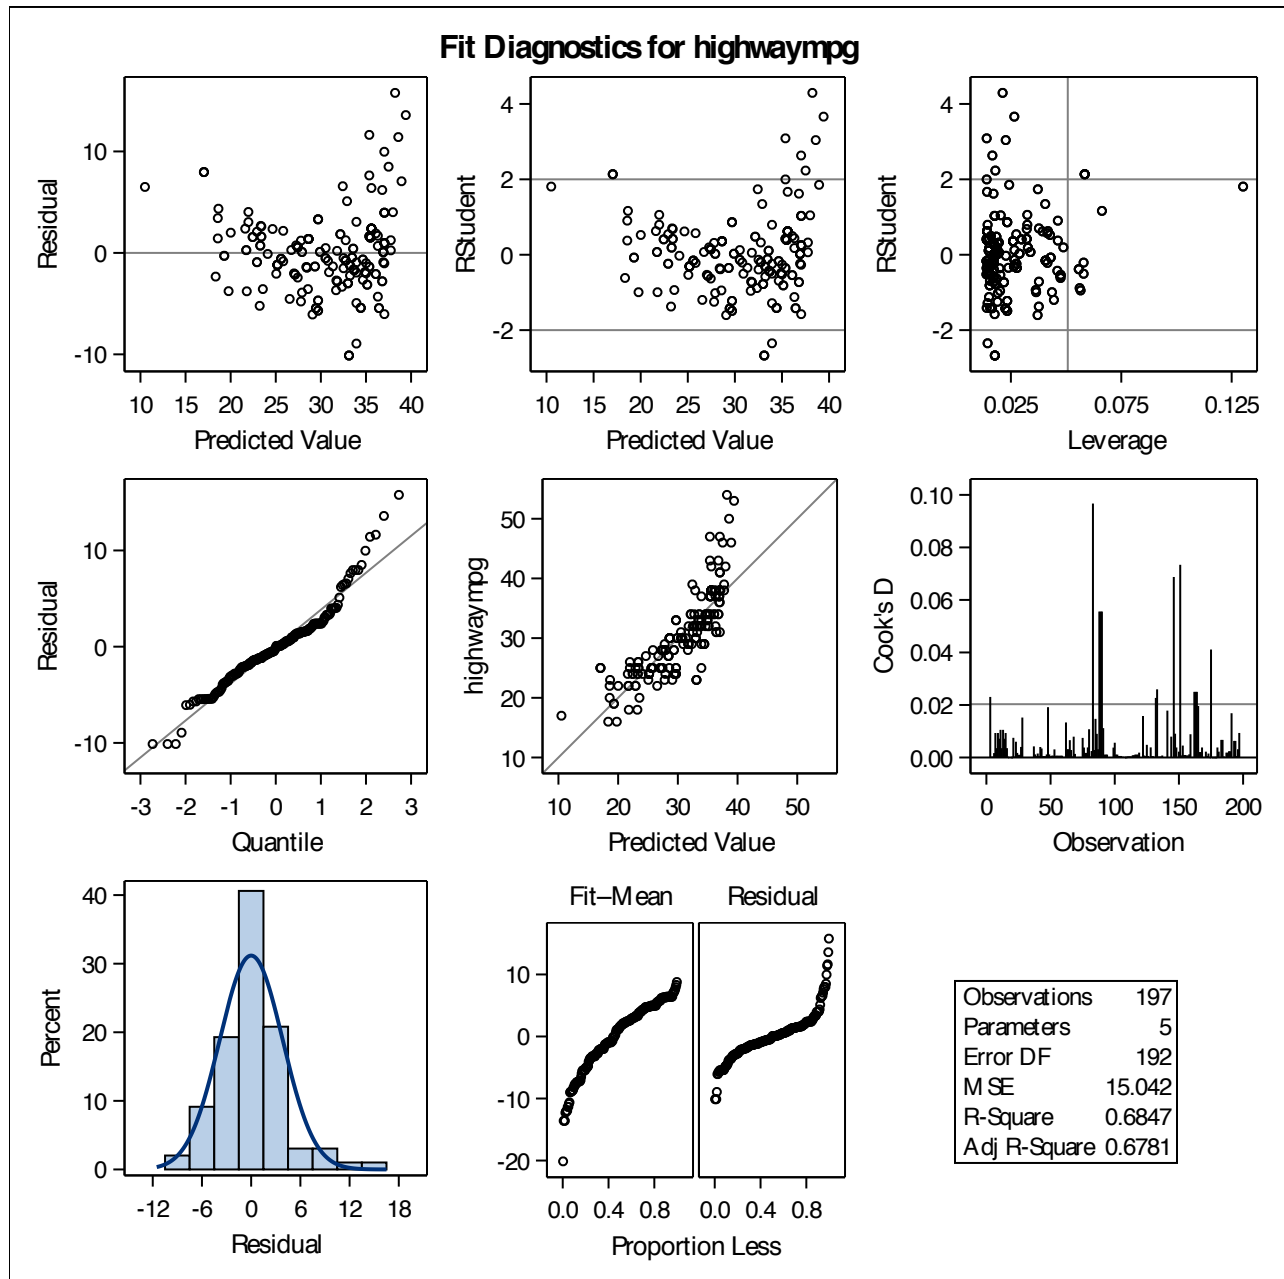 Fit Diagnostics for highwaympg
Residual
10
0
-10
10 15 20 25 30 35 40
Predicted Value
RStudent
4
2
0
-2
10 15 20 25 30 35 40
Predicted Value
RStudent
4
2
0
-2
0.025 0.075 0.125
Leverage
Residual
10
0
-10
-3 -2 -1 0 1 2 3
Quantile
highwaympg
50
40
30
20
10
10 20 30 40 50
Predicted Value
Cook's D
0.10
0.08
0.06
0.04
0.02
0.00
0 50 100 150 200
Observation
Percent
40
30
20
10
0
-12 -6 0 6 12 18
Residual
Fit–Mean Residual
10
0
-10
-20
0.0 0.4 0.8 0.0 0.4 0.8
Proportion Less
Observations 197
Parameters 5
Error DF 192
MSE 15.042
R-Square 0.6847
Adj R-Square 0.6781